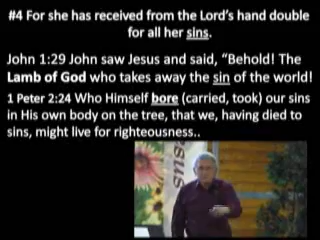 #4 For she has received from the Lord's hand double
for all her sins.
John 1:29 John saw Jesus and said, "Behold! The
Lamb of God who takes away the sin of the world!
1 Peter 2:24 Who Himself bore (carried, took) our sins
in His own body on the tree, that we, having died to
sins, might live for righteousness..